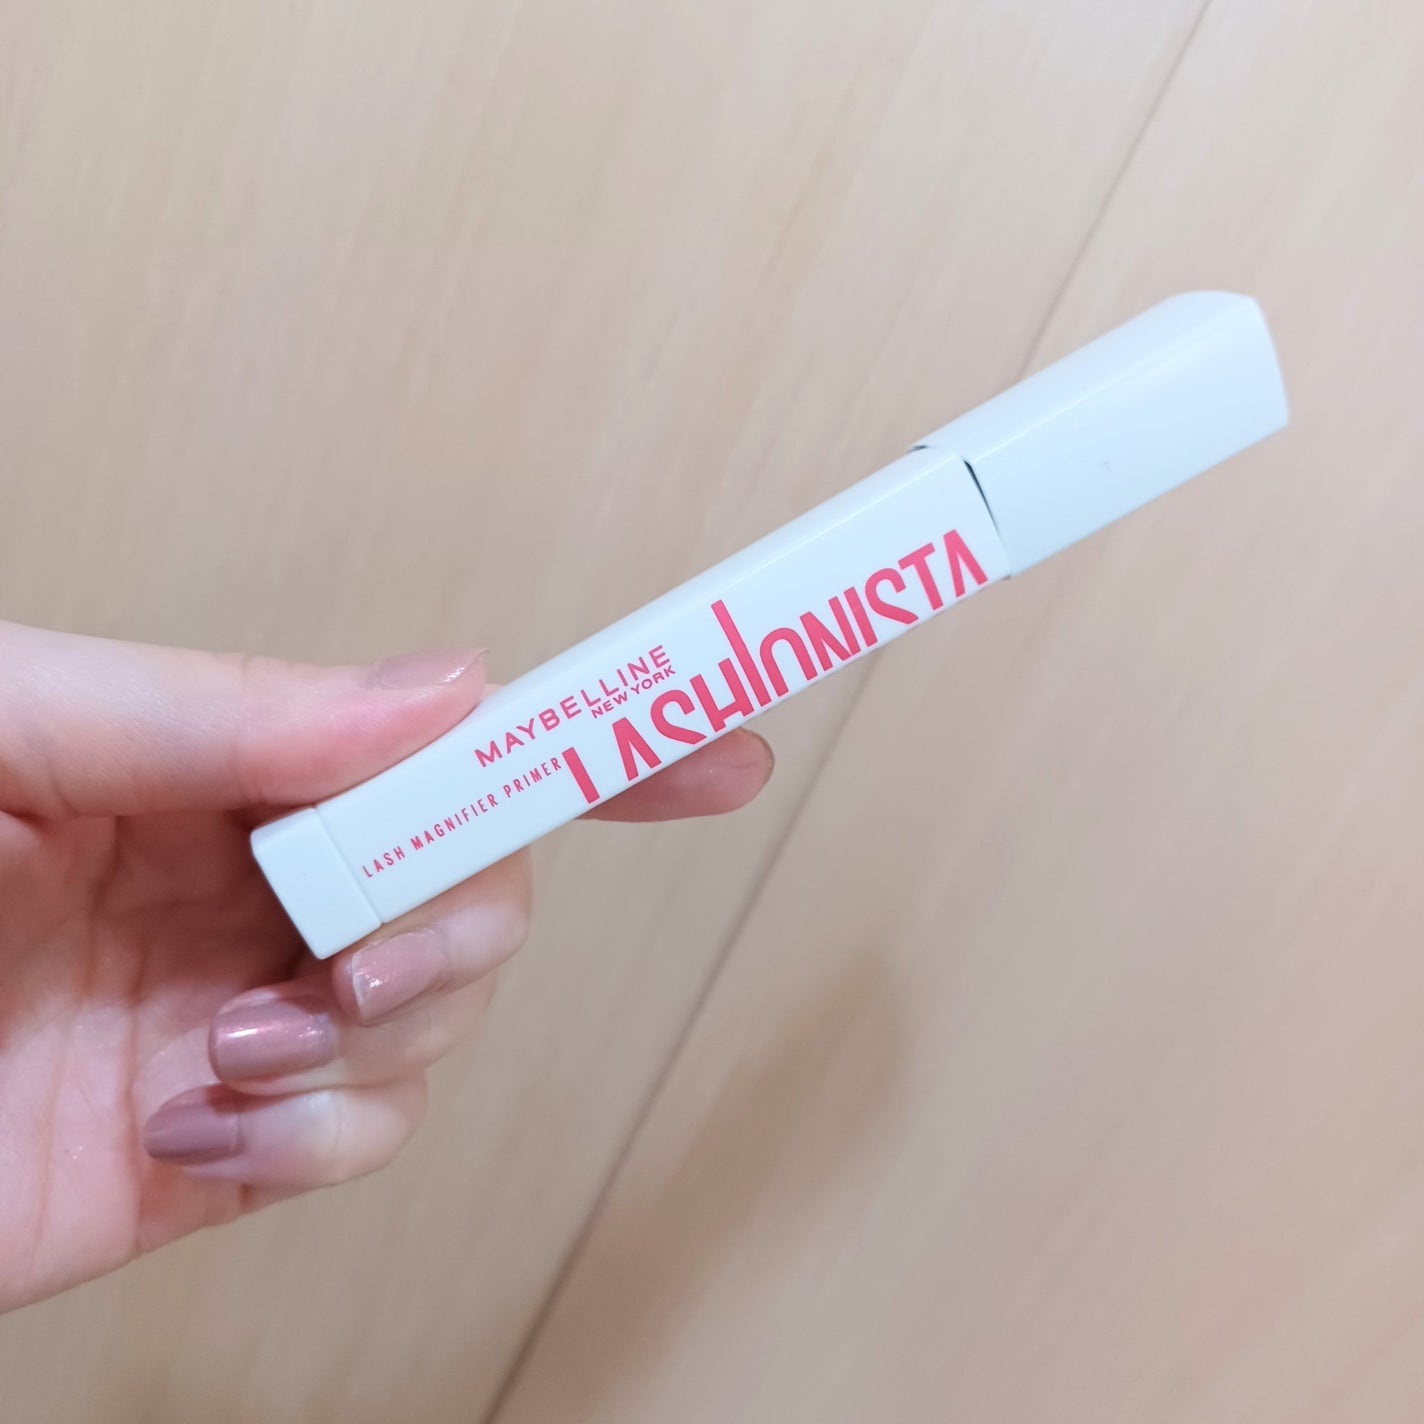 MAYBELLINE
NEW YORK
LASHIONISTA
LASH MAGNIFIER PRIMER